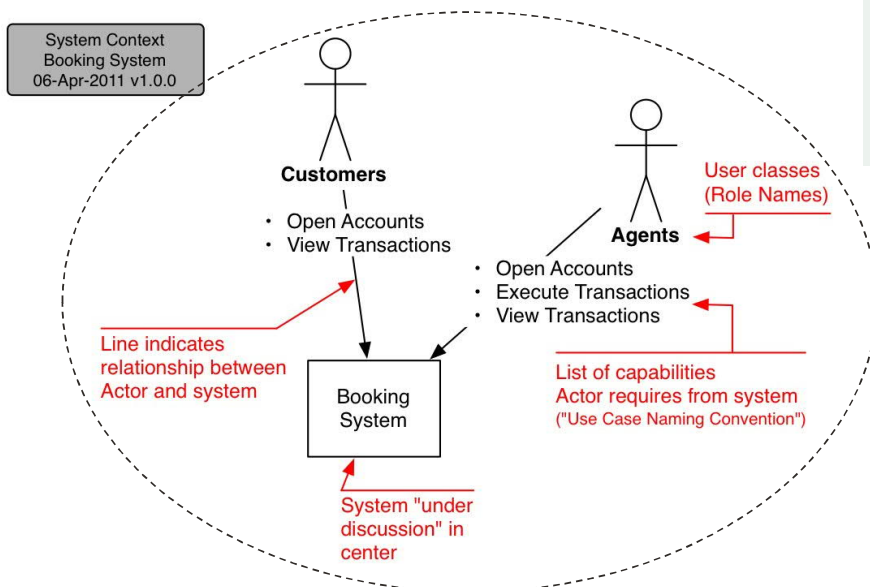 System Context
Booking System
06-Apr-2011 v1.0.0
Customers
• Open Accounts
• View Transactions
User classes
(Role Names)
Agents
• Open Accounts
• Execute Transactions
• View Transactions
Line indicates
relationship between
Actor and system
List of capabilities
Actor requires from system
("Use Case Naming Convention")
Booking
System
System "under
discussion" in
center